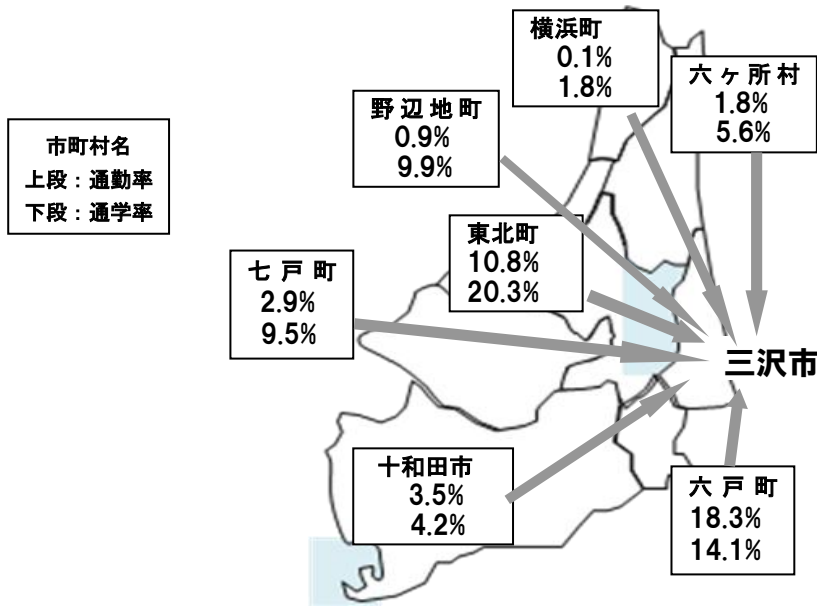 横浜町
0.1%
1.8%
六ヶ所村
1.8%
5.6%
野辺地町
0.9%
9.9%
市町村名
上段：通勤率
下段：通学率
東北町
10.8%
20.3%
七戸町
2.9%
9.5%
三沢市
十和田市
3.5%
4.2%
六戸町
18.3%
14.1%